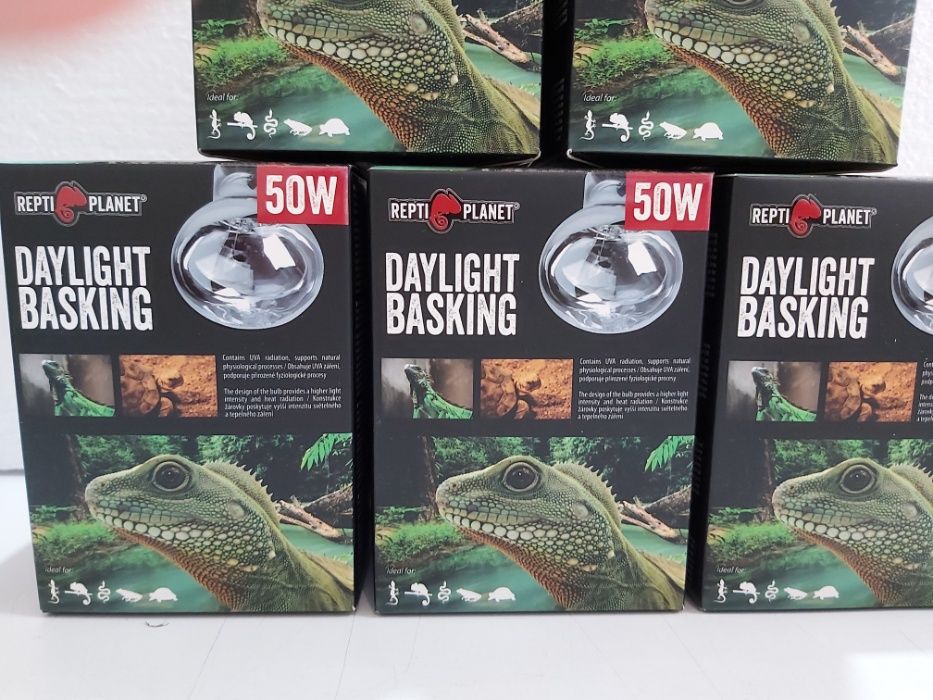 Ideal for:
Ideal for:
REPTI PLANET®
50W
DAYLIGHT
BASKING
Contains UVA radiation, supports natural
physiological processes / Obsahuje UVA záření,
podporuje přirozené fyziologické procesy
The design of the bulb provides a higher light
intensity and heat radiation / Konstrukce
žárovky poskytuje vyšší intenzitu světelného
a tepelného záření
Ideal for:
REPTI PLANET®
50W
DAYLIGHT
BASKING
Contains UVA radiation, supports natural
physiological processes / Obsahuje UVA záření,
podporuje přirozené fyziologické procesy
The design of the bulb provides a higher light
intensity and heat radiation / Konstrukce
žárovky poskytuje vyšší intenzitu světelného
a tepelného záření
Ideal for:
REPTI PLANET®
DAYLIGHT
BASKING
Ideal for: